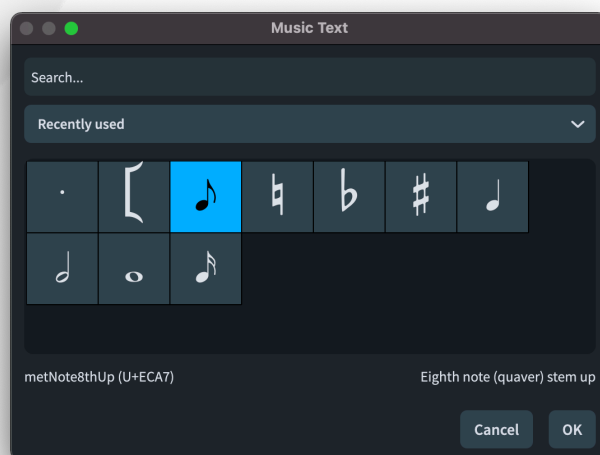 Music Text
Search...
Recently used
metNote8thUp (U+ECA7)
Eighth note (quaver) stem up
Cancel
OK